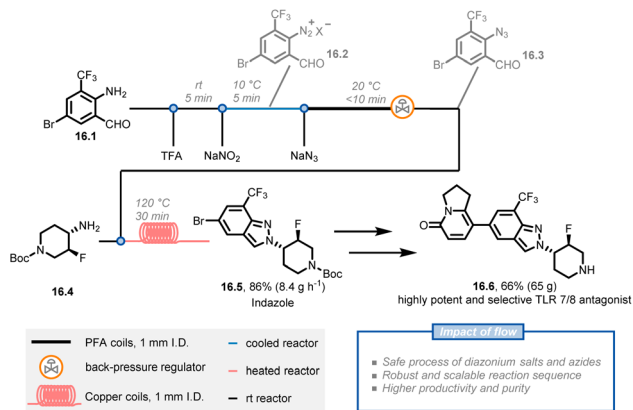 CF3
N2 X−
+
16.2
Br
CHO
CF3
N3
16.3
Br
CHO
CF3
NH2
Br
CHO
16.1
rt
5 min
10 °C
5 min
20 °C
<10 min
TFA
NaNO2
NaN3
NH2
BocN
F
16.4
120 °C
30 min
CF3
Br
N
N
F
N
Boc
16.5, 86% (8.4 g h-1)
Indazole
N
O
CF3
N
N
F
NH
16.6, 66% (65 g)
highly potent and selective TLR 7/8 antagonist
PFA coils, 1 mm I.D.
cooled reactor
back-pressure regulator
heated reactor
Copper coils, 1 mm I.D.
rt reactor
Impact of flow
Safe process of diazonium salts and azides
Robust and scalable reaction sequence
Higher productivity and purity